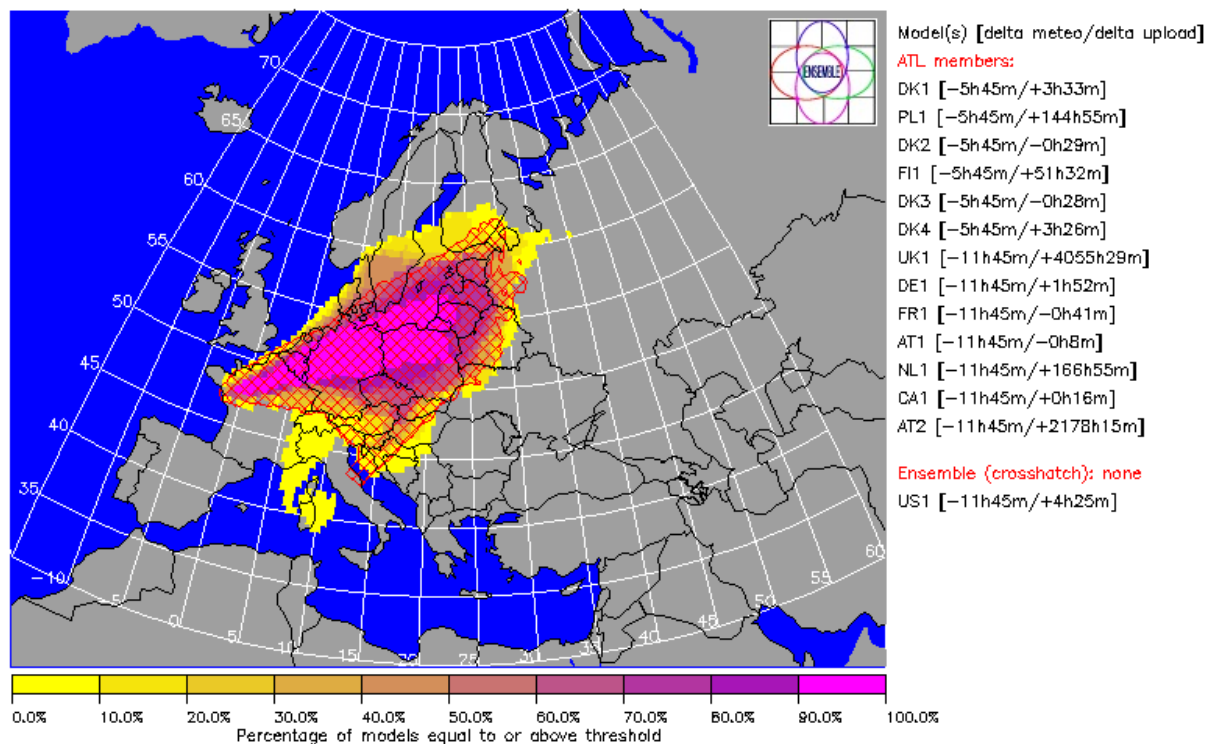 Model(s) [delta meteo/delta upload]
ATL members:
DK1 [−5h45m/+3h33m]
PL1 [−5h45m/+144h55m]
DK2 [−5h45m/−0h29m]
FI1 [−5h45m/+51h32m]
DK3 [−5h45m/−0h28m]
DK4 [−5h45m/+3h26m]
UK1 [−11h45m/+4055h29m]
DE1 [−11h45m/+1h52m]
FR1 [−11h45m/−0h41m]
AT1 [−11h45m/−0h8m]
NL1 [−11h45m/+166h55m]
CA1 [−11h45m/+0h16m]
AT2 [−11h45m/+2178h15m]
Ensemble (crosshatch): none
US1 [−11h45m/+4h25m]
ENSEMBLE
70
65
60
55
50
45
40
35
−10
−5
0
5
10
15
20
25
30
35
40
45
50
55
60
0.0% 10.0% 20.0% 30.0% 40.0% 50.0% 60.0% 70.0% 80.0% 90.0% 100.0%
Percentage of models equal to or above threshold